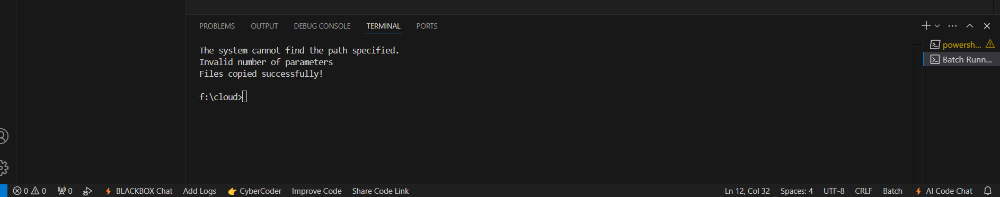 PROBLEMS OUTPUT DEBUG CONSOLE TERMINAL PORTS
The system cannot find the path specified.
Invalid number of parameters
Files copied successfully!
f:\cloud>
powersh...
Batch Runn...
0 0 0 BLACKBOX Chat Add Logs CyberCoder Improve Code Share Code Link Ln 12, Col 32 Spaces: 4 UTF-8 CRLF Batch AI Code Chat